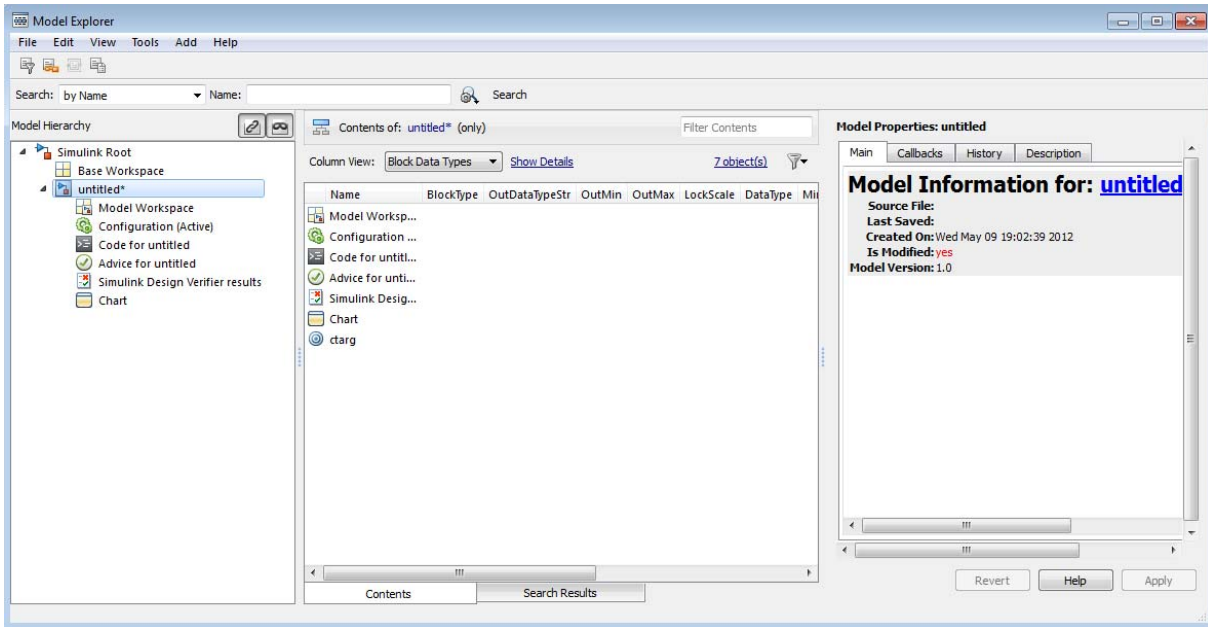 Model Explorer
File Edit View Tools Add Help
Search: by Name Name: Search
Model Hierarchy
Simulink Root
Base Workspace
untitled*
Model Workspace
Configuration (Active)
Code for untitled
Advice for untitled
Simulink Design Verifier results
Chart
Contents of: untitled* (only) Filter Contents
Column View: Block Data Types Show Details 7 object(s)
Name BlockType OutDataTypeStr OutMin OutMax LockScale DataType Mi
Model Worksp...
Configuration ...
Code for untitl...
Advice for unti...
Simulink Desig...
Chart
ctarg
Contents Search Results
Model Properties: untitled
Main Callbacks History Description
Model Information for: untitled
Source File:
Last Saved:
Created On: Wed May 09 19:02:39 2012
Is Modified: yes
Model Version: 1.0
Revert Help Apply